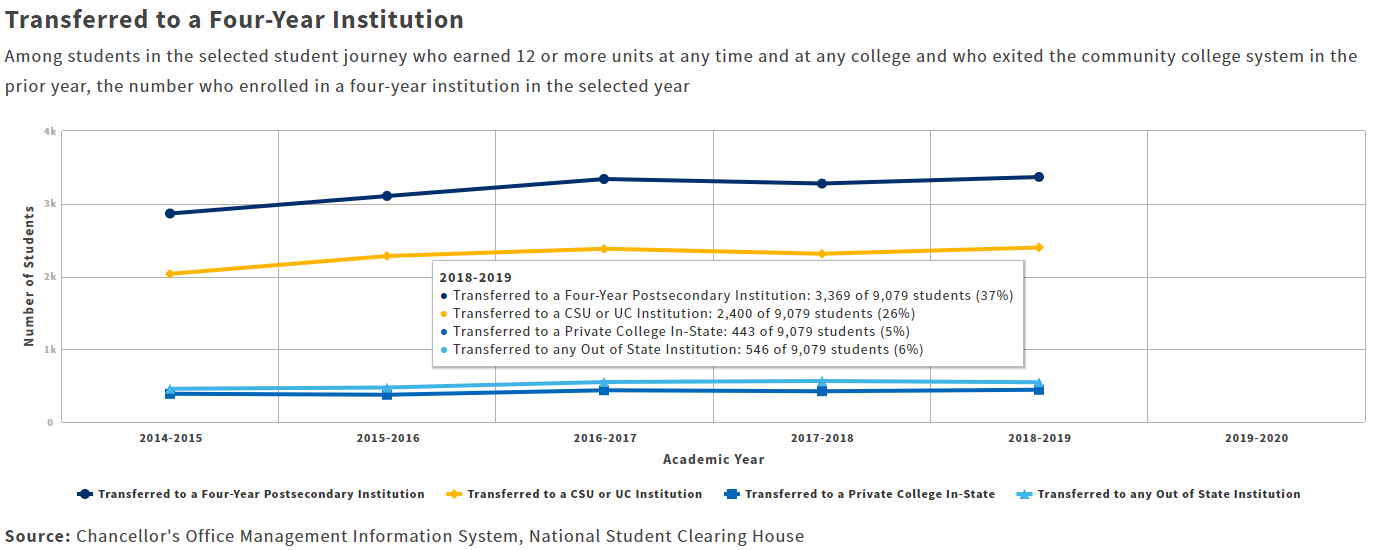 Transferred to a Four-Year Institution
Among students in the selected student journey who earned 12 or more units at any time and at any college and who exited the community college system in the
prior year, the number who enrolled in a four-year institution in the selected year
4k
3k
2k
1k
0
Number of Students
2018-2019
Transferred to a Four-Year Postsecondary Institution: 3,369 of 9,079 students (37%)
Transferred to a CSU or UC Institution: 2,400 of 9,079 students (26%)
Transferred to a Private College In-State: 443 of 9,079 students (5%)
Transferred to any Out of State Institution: 546 of 9,079 students (6%)
2014-2015 2015-2016 2016-2017 2017-2018 2018-2019 2019-2020
Academic Year
Transferred to a Four-Year Postsecondary Institution Transferred to a CSU or UC Institution Transferred to a Private College In-State Transferred to any Out of State Institution
Source: Chancellor's Office Management Information System, National Student Clearing House